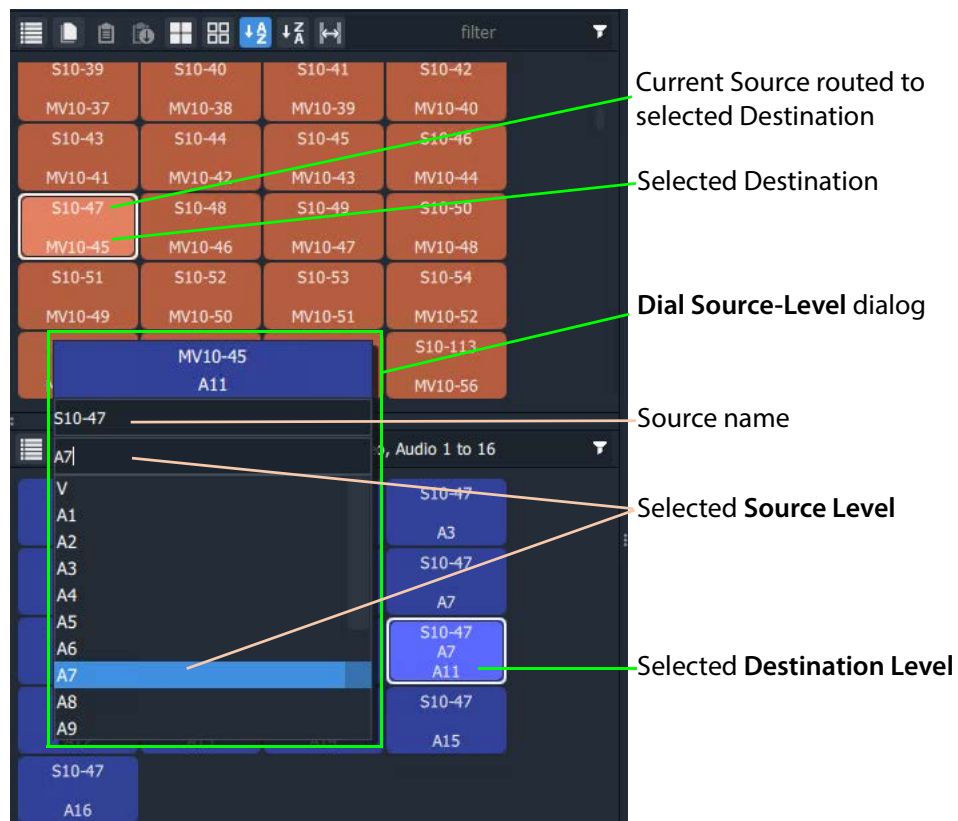 filter
S10-39 S10-40 S10-41 S10-42
MV10-37 MV10-38 MV10-39 MV10-40
Current Source routed to
selected Destination
S10-43 S10-44 S10-45 S10-46
MV10-41 MV10-42 MV10-43 MV10-44
Selected Destination
S10-47 S10-48 S10-49 S10-50
MV10-45 MV10-46 MV10-47 MV10-48
S10-51 S10-52 S10-53 S10-54
MV10-49 MV10-50 MV10-51 MV10-52
Dial Source-Level dialog
S10-113
MV10-56
MV10-45
A11
S10-47
Source name
A7
, Audio 1 to 16
V
A1
A2
A3
A4
A5
A6
A7
A8
A9
S10-47
A3
Selected Source Level
S10-47
A7
S10-47
A7
A11
Selected Destination Level
S10-47
A15
S10-47
A16